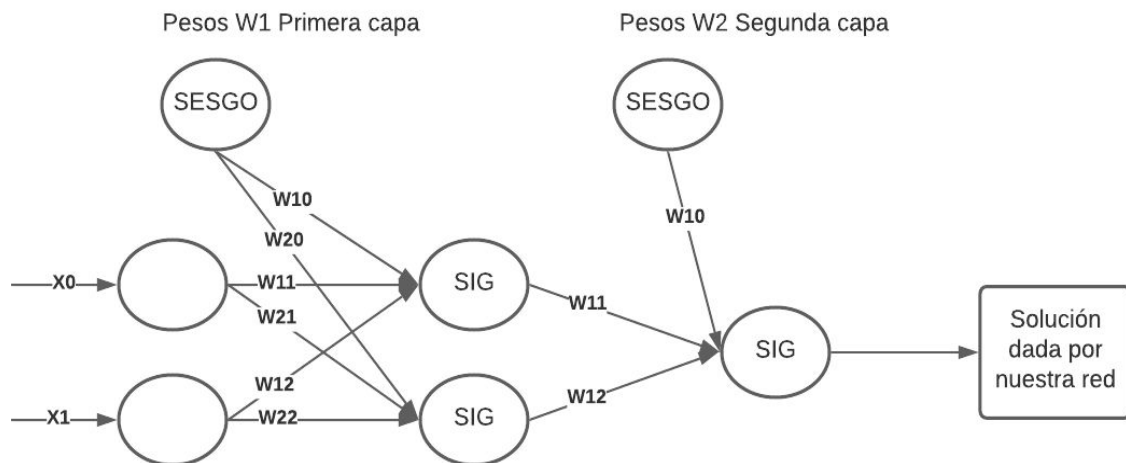 Pesos W1 Primera capa
Pesos W2 Segunda capa
SESGO
SESGO
W10
W10
W20
X0
W11
SIG
W11
W21
SIG
Solución
dada por
nuestra red
W12
W12
X1
W22
SIG